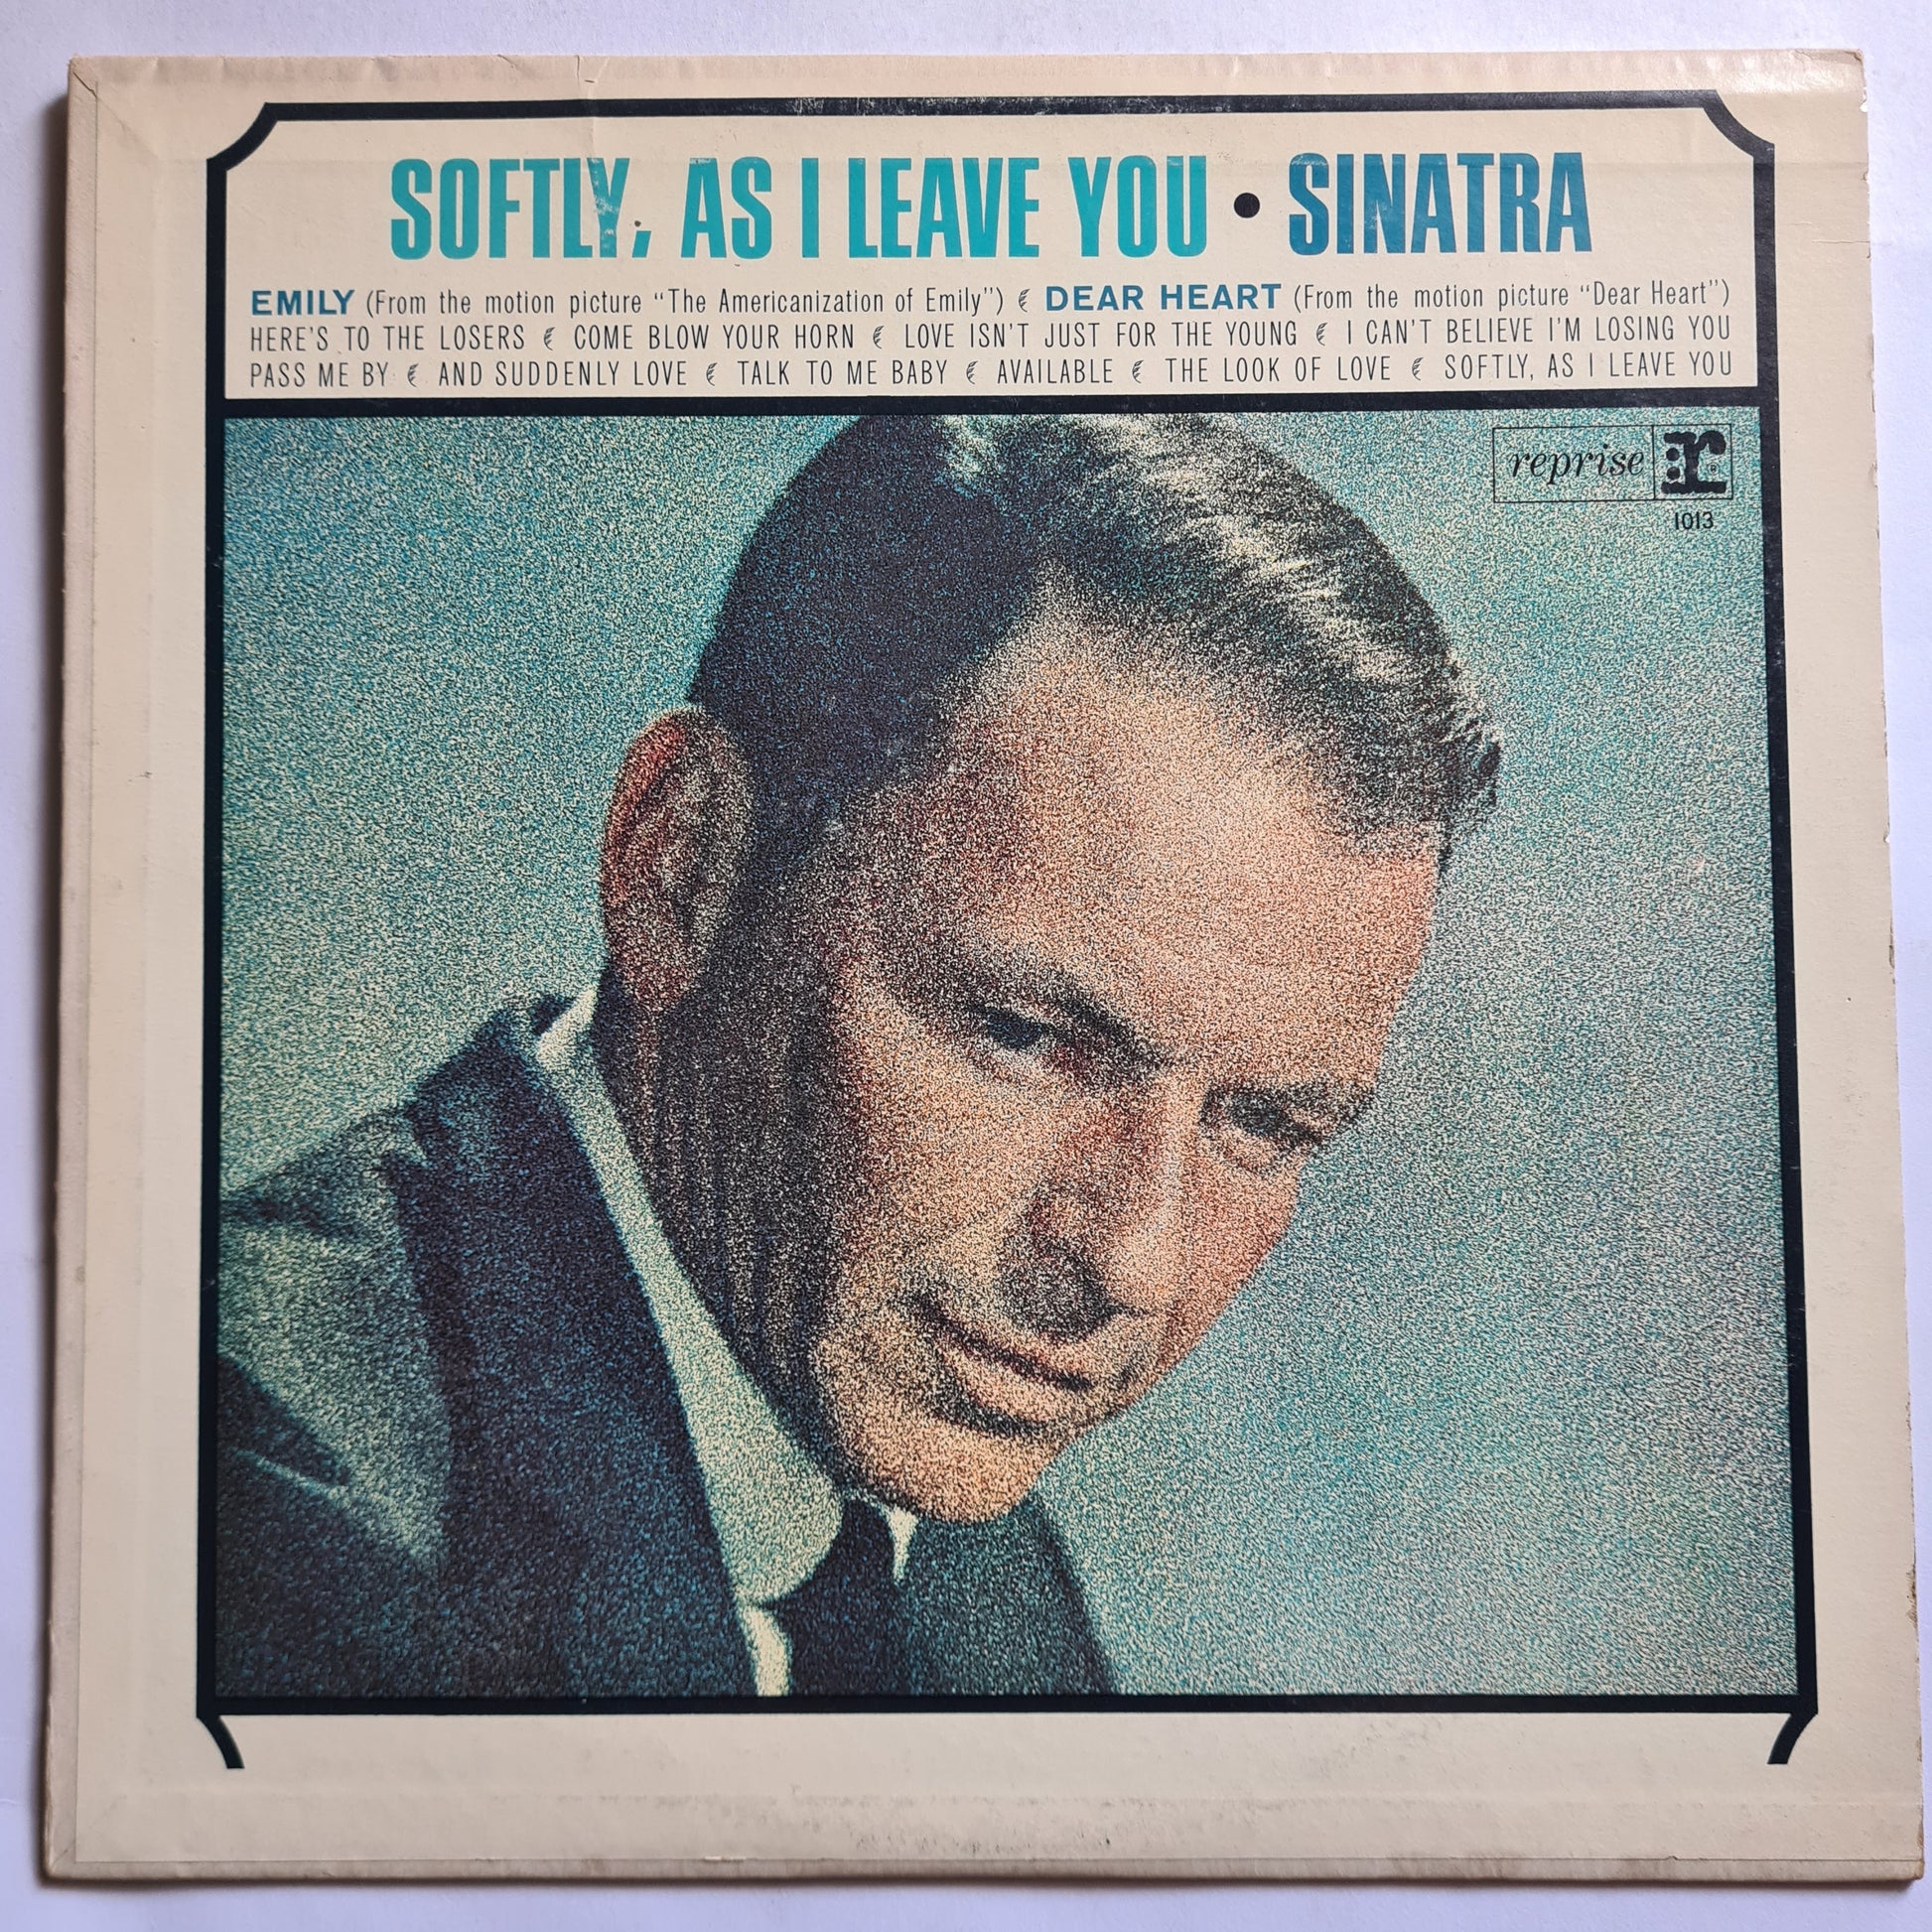 SOFTLY, AS I LEAVE YOU • SINATRA
EMILY (From the motion picture “The Americanization of Emily”) DEAR HEART (From the motion picture “Dear Heart”)
HERE'S TO THE LOSERS COME BLOW YOUR HORN LOVE ISN'T JUST FOR THE YOUNG I CAN'T BELIEVE I'M LOSING YOU
PASS ME BY AND SUDDENLY LOVE TALK TO ME BABY AVAILABLE THE LOOK OF LOVE SOFTLY, AS I LEAVE YOU
reprise r:
1013